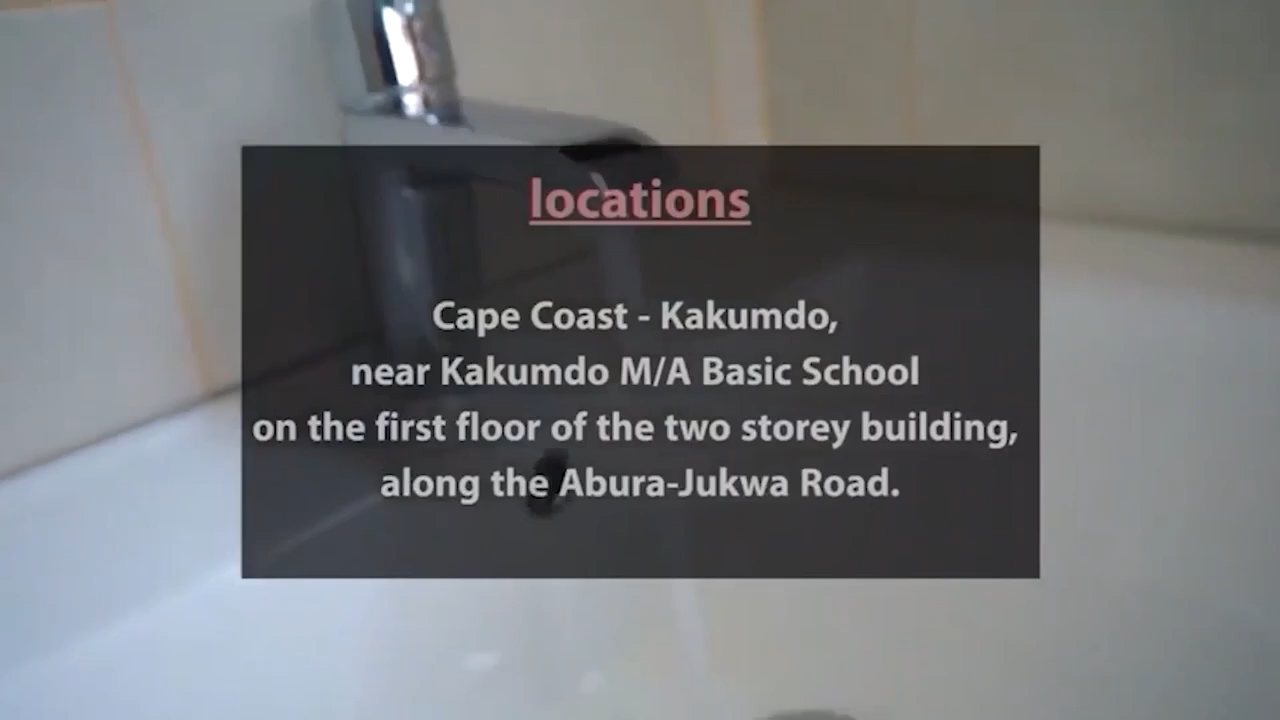 locations
Cape Coast - Kakumdo,
near Kakumdo M/A Basic School
on the first floor of the two storey building,
along the Abura-Jukwa Road.